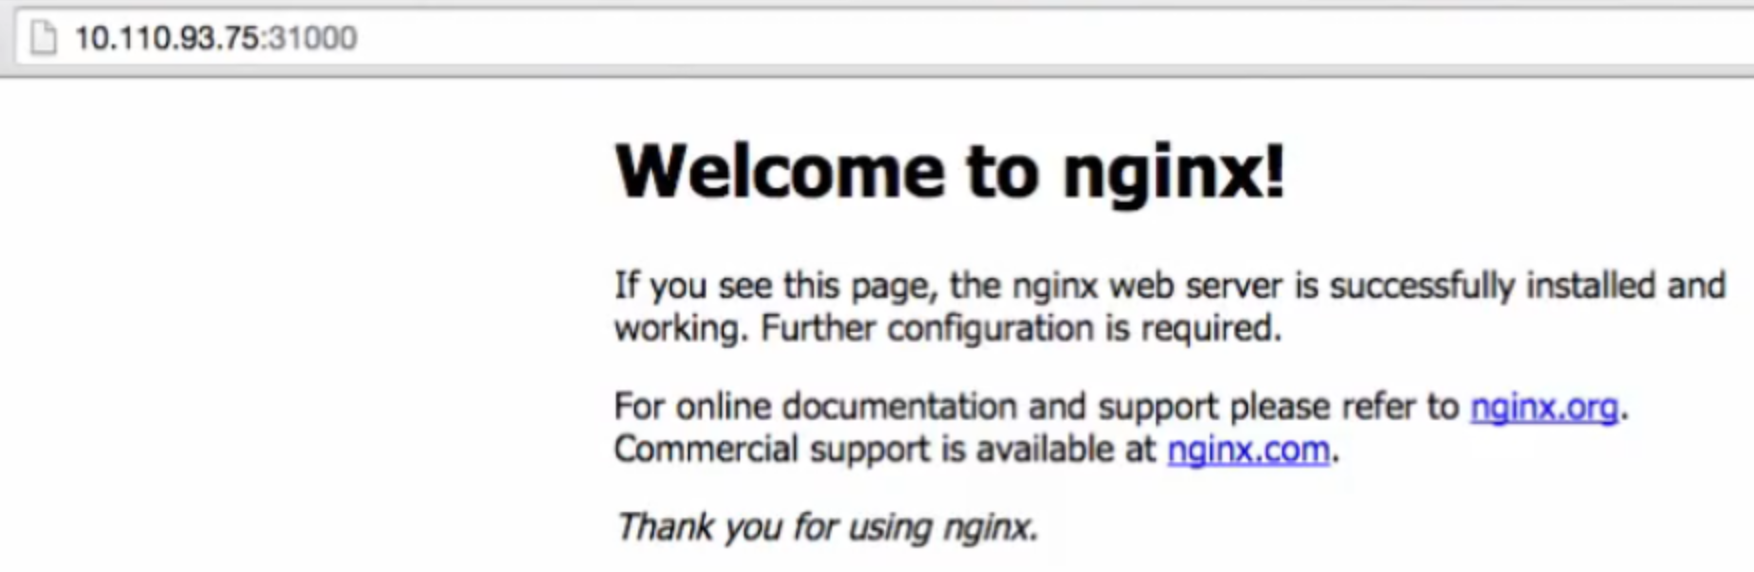 10.110.93.75:31000
Welcome to nginx!
If you see this page, the nginx web server is successfully installed and
working. Further configuration is required.
For online documentation and support please refer to nginx.org.
Commercial support is available at nginx.com.
Thank you for using nginx.